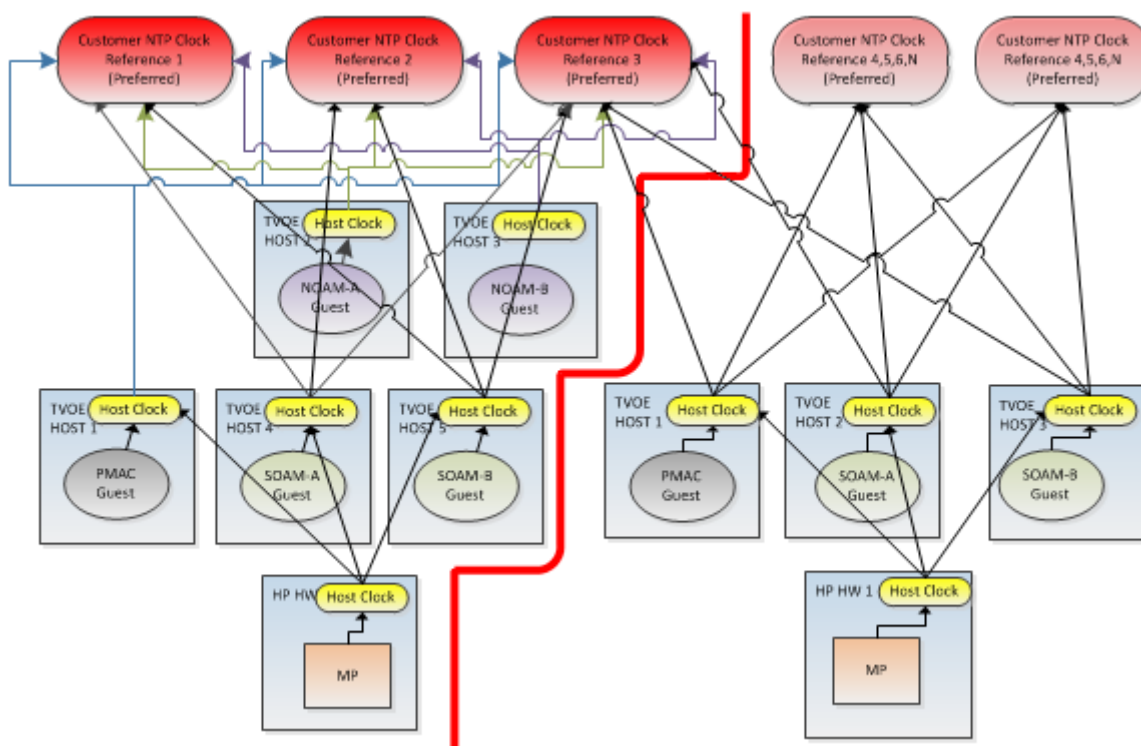 Customer NTP Clock
Reference 1
(Preferred)
Customer NTP Clock
Reference 2
(Preferred)
Customer NTP Clock
Reference 3
(Preferred)
Customer NTP Clock
Reference 4,5,6,N
(Preferred)
Customer NTP Clock
Reference 4,5,6,N
(Preferred)
TVOE
HOST 2
Host Clock
NOAM-A
Guest
TVOE
HOST 3
Host Clock
NOAM-B
Guest
TVOE
HOST 1
Host Clock
PMAC
Guest
TVOE
HOST 4
Host Clock
SOAM-A
Guest
TVOE
HOST 5
Host Clock
SOAM-B
Guest
TVOE
HOST 1
Host Clock
PMAC
Guest
TVOE
HOST 2
Host Clock
SOAM-A
Guest
TVOE
HOST 3
Host Clock
SOAM-B
Guest
HP HW
Host Clock
MP
HP HW 1
Host Clock
MP